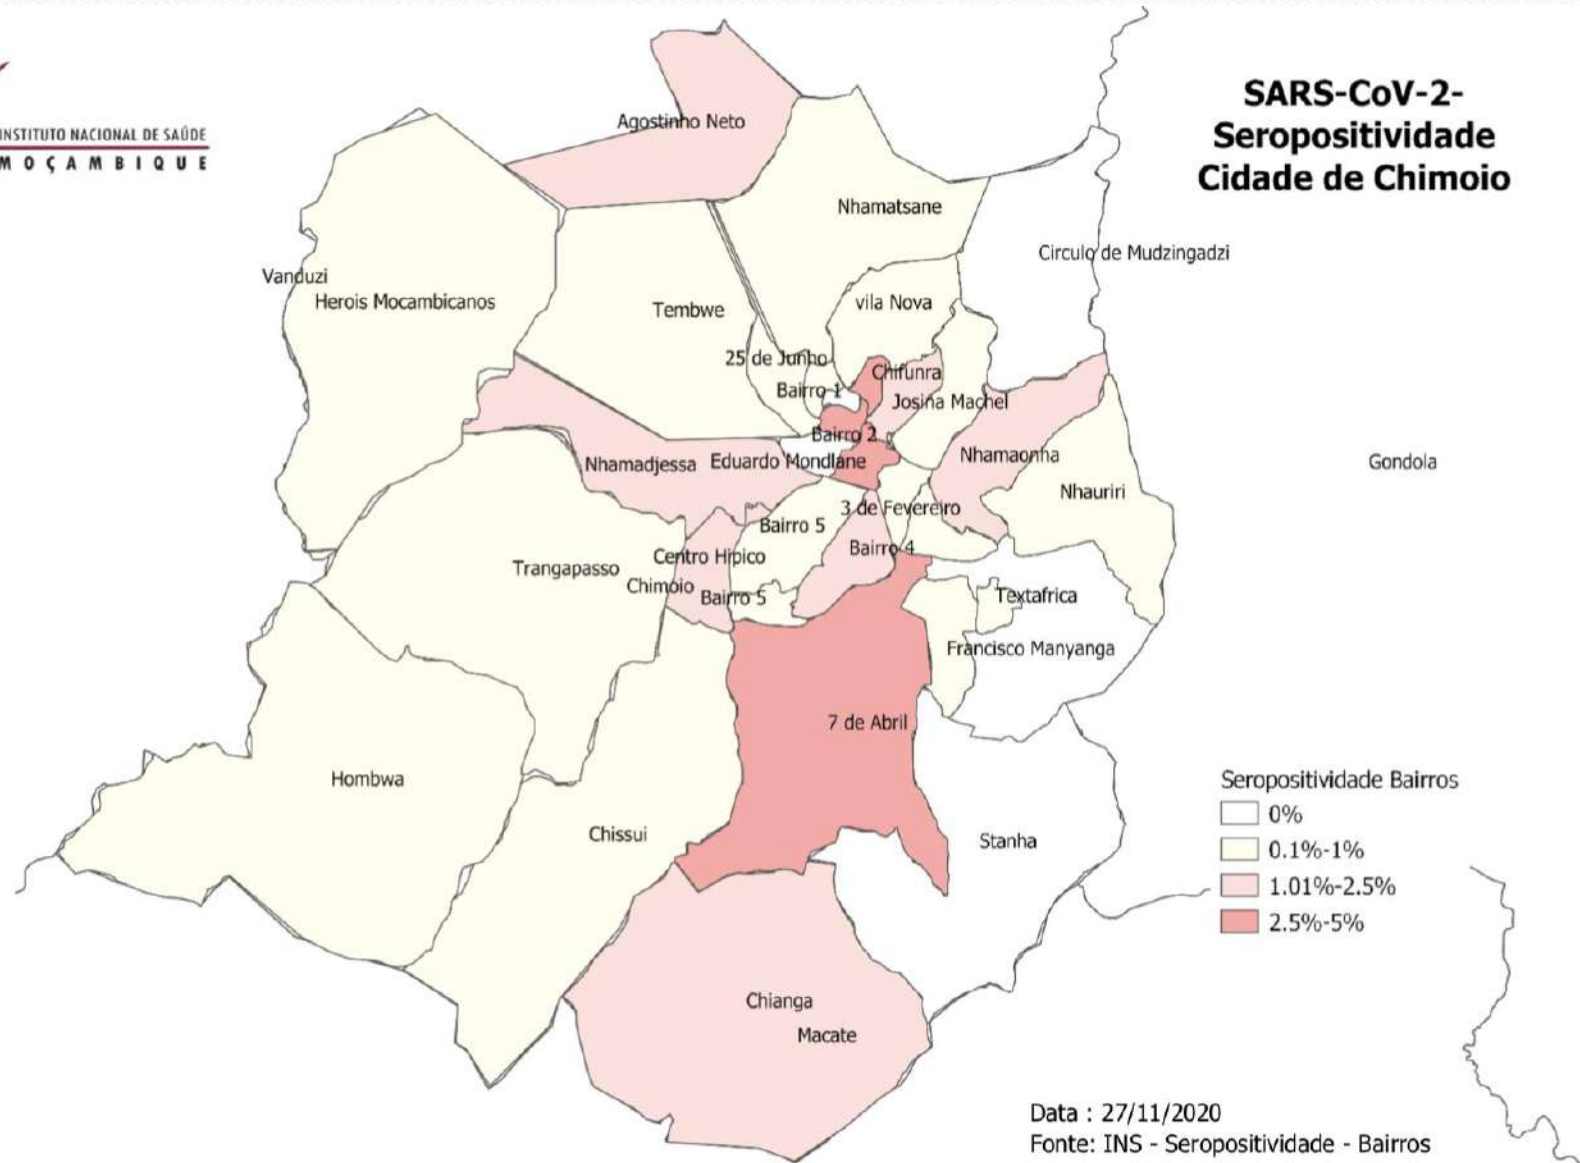 INSTITUTO NACIONAL DE SAÚDE
MOÇAMBIQUE
SARS-CoV-2-
Seropositividade
Cidade de Chimoio
Agostinho Neto
Nhamatsane
Circulo de Mudzingadzi
Vanduzi
Herois Mocambicanos
Tembwe
vila Nova
25 de Junho
Chifunra
Bairro 1
Josina Machel
Bairro 2
Nhamadjessa
Eduardo Mondlane
Nhamaonha
Gondola
Nhauriri
3 de Fevereiro
Bairro 5
Bairro 4
Centro Hipico
Trangapasso
Chimoio
Bairro 5
Textafrica
Francisco Manyanga
7 de Abril
Hombwa
Chissui
Stanha
Seropositividade Bairros
0%
0.1%-1%
1.01%-2.5%
2.5%-5%
Chianga
Macate
Data : 27/11/2020
Fonte: INS - Seropositividade - Bairros